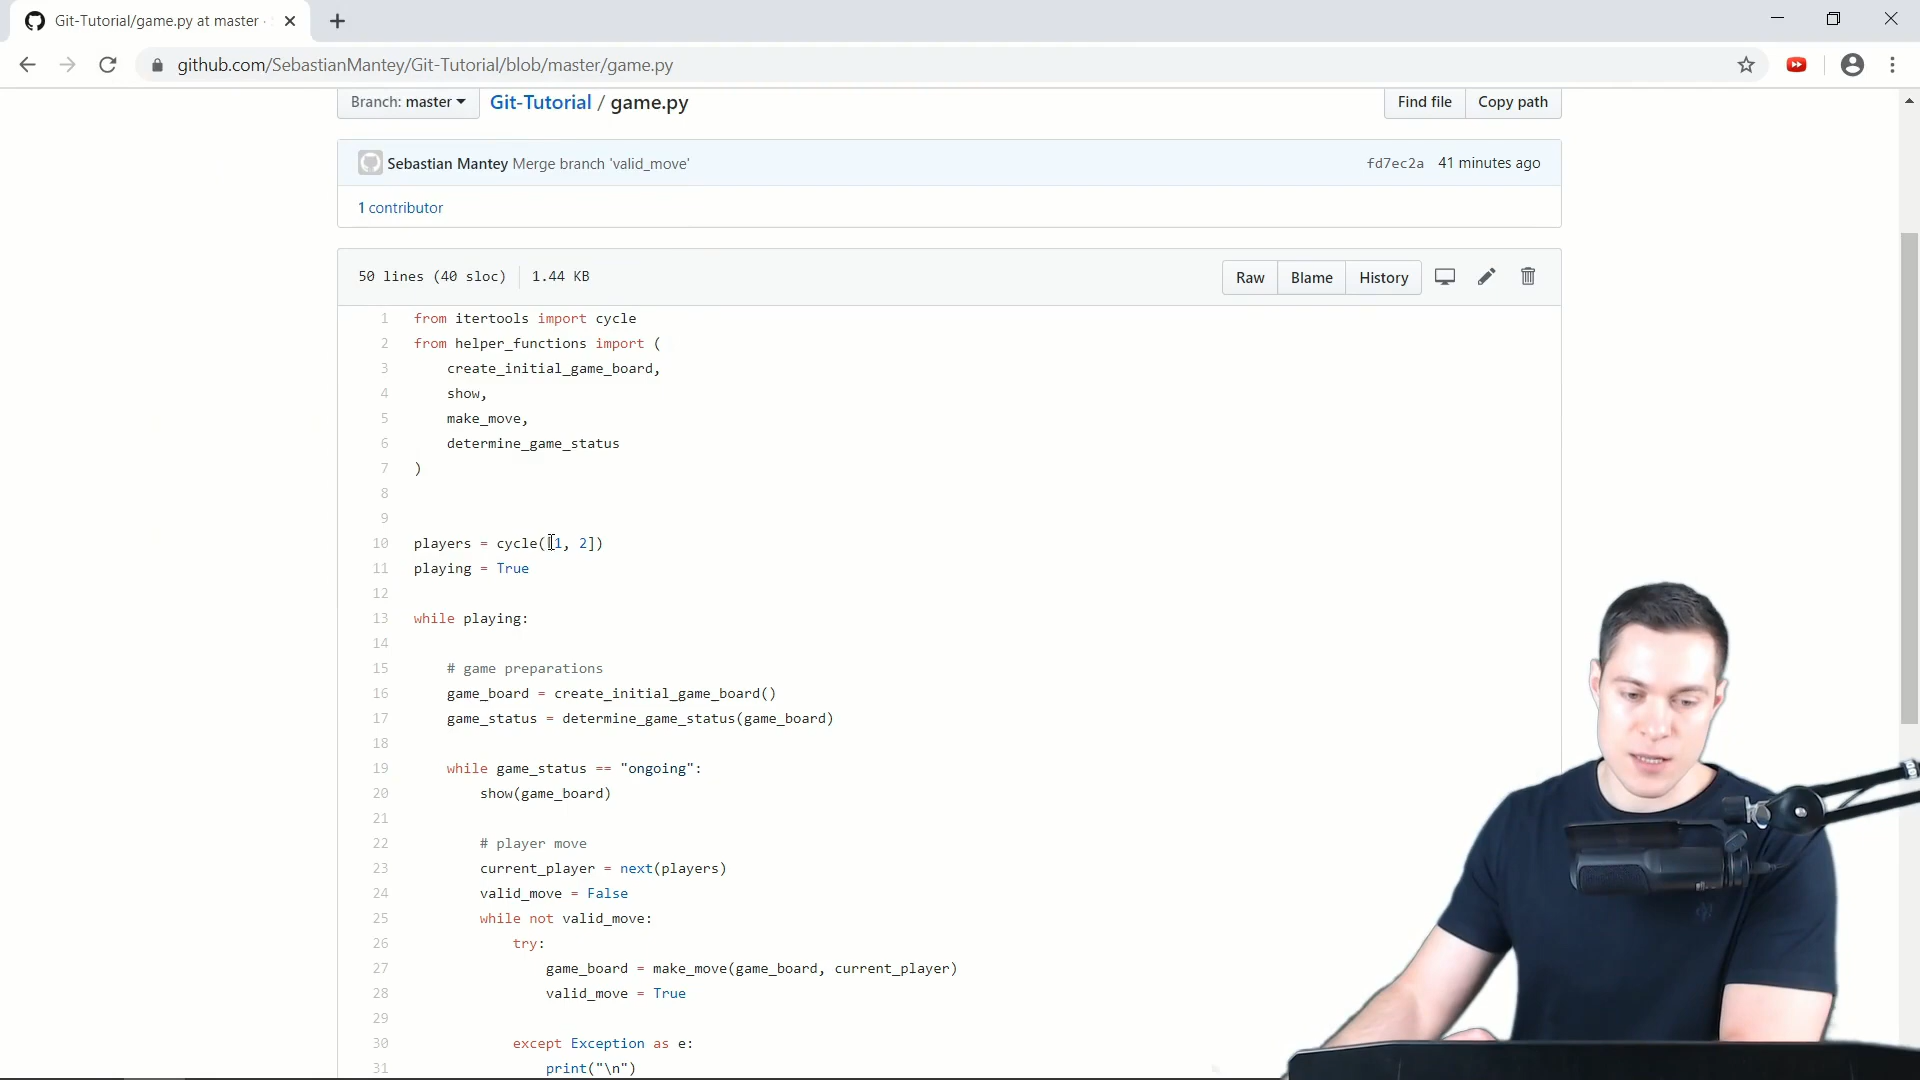 Git-Tutorial/game.py at master ·
github.com/SebastianMantey/Git-Tutorial/blob/master/game.py
Branch: master
Git-Tutorial / game.py
Find file
Copy path
Sebastian Mantey Merge branch 'valid_move'
fd7ec2a 41 minutes ago
1 contributor
50 lines (40 sloc) 1.44 KB
Raw Blame History
1 from itertools import cycle
2 from helper_functions import (
3 create_initial_game_board,
4 show,
5 make_move,
6 determine_game_status
7 )
8
9
10 players = cycle([1, 2])
11 playing = True
12
13 while playing:
14
15 # game preparations
16 game_board = create_initial_game_board()
17 game_status = determine_game_status(game_board)
18
19 while game_status == "ongoing":
20 show(game_board)
21
22 # player move
23 current_player = next(players)
24 valid_move = False
25 while not valid_move:
26 try:
27 game_board = make_move(game_board, current_player)
28 valid_move = True
29
30 except Exception as e:
31 print("\n")